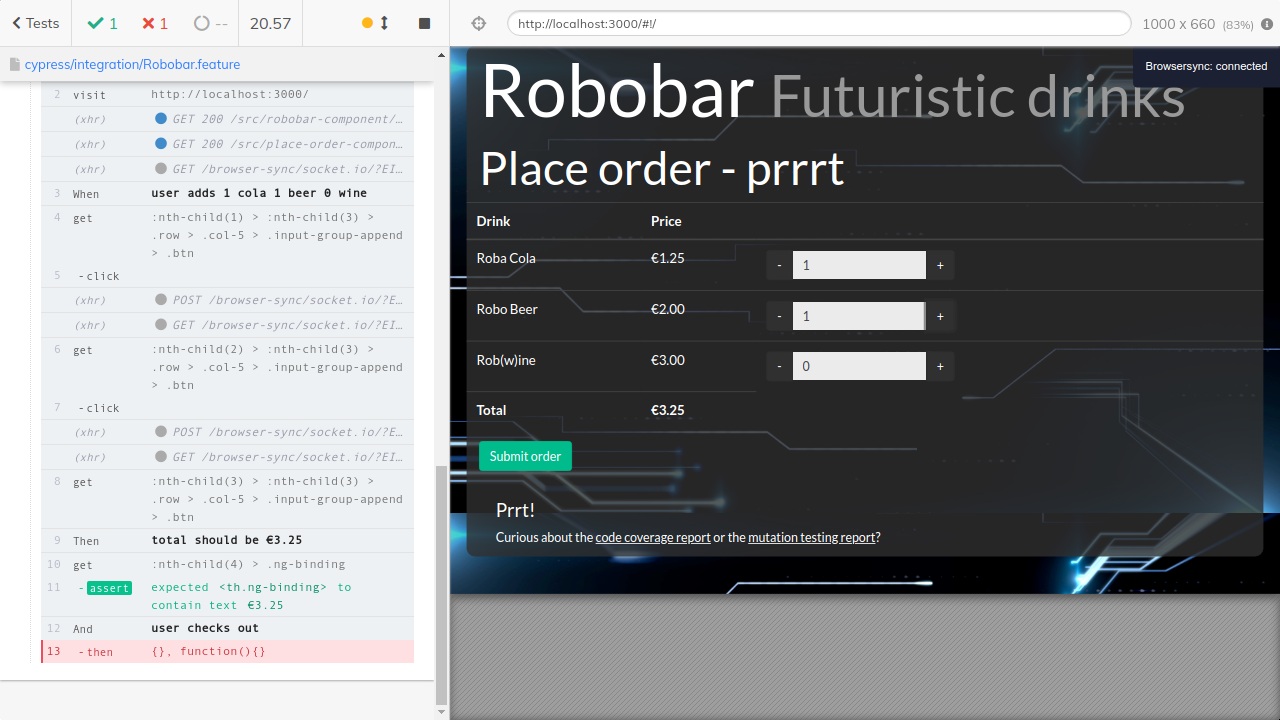 Tests
1
1
--
20.57
http://localhost:3000/#!/
1000 x 660 (83%)
cypress/integration/Robobar.feature
2 visit http://localhost:3000/
(xhr) GET 200 /src/robobar-component/...
(xhr) GET 200 /src/place-order-compon...
(xhr) GET /browser-sync/socket.io/?EI...
3 When user adds 1 cola 1 beer 0 wine
4 get :nth-child(1) > :nth-child(3) >
.row > .col-5 > .input-group-append
> .btn
5 -click
(xhr) POST /browser-sync/socket.io/?E...
(xhr) GET /browser-sync/socket.io/?EI...
6 get :nth-child(2) > :nth-child(3) >
.row > .col-5 > .input-group-append
> .btn
7 -click
(xhr) POST /browser-sync/socket.io/?E...
(xhr) GET /browser-sync/socket.io/?EI...
8 get :nth-child(3) > :nth-child(3) >
.row > .col-5 > .input-group-append
> .btn
9 Then total should be €3.25
10 get :nth-child(4) > .ng-binding
11 -assert expected <th.ng-binding> to
contain text €3.25
12 And user checks out
13 -then {}, function(){}
Browsersync: connected
Robobar Futuristic drinks
Place order - prrrt
Drink Price
Roba Cola €1.25 - 1 +
Robo Beer €2.00 - 1 +
Rob(w)ine €3.00 - 0 +
Total €3.25
Submit order
Prrt!
Curious about the code coverage report or the mutation testing report?